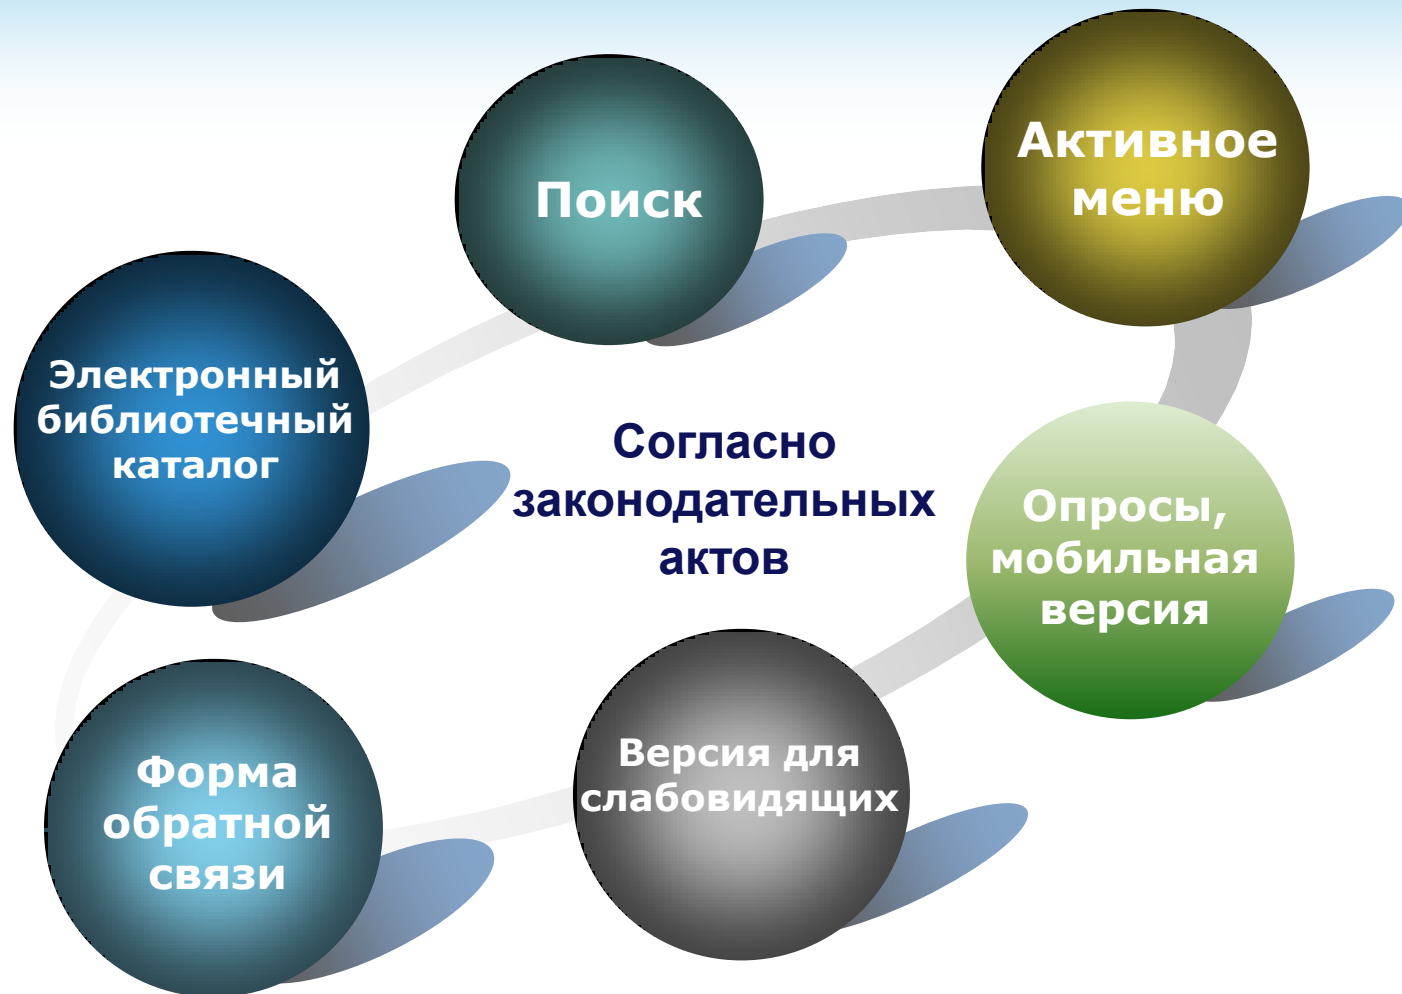 Поиск
Активное
меню
Электронный
библиотечный
каталог
Согласно
законодательных
актов
Опросы,
мобильная
версия
Форма
обратной
связи
Версия для
слабовидящих